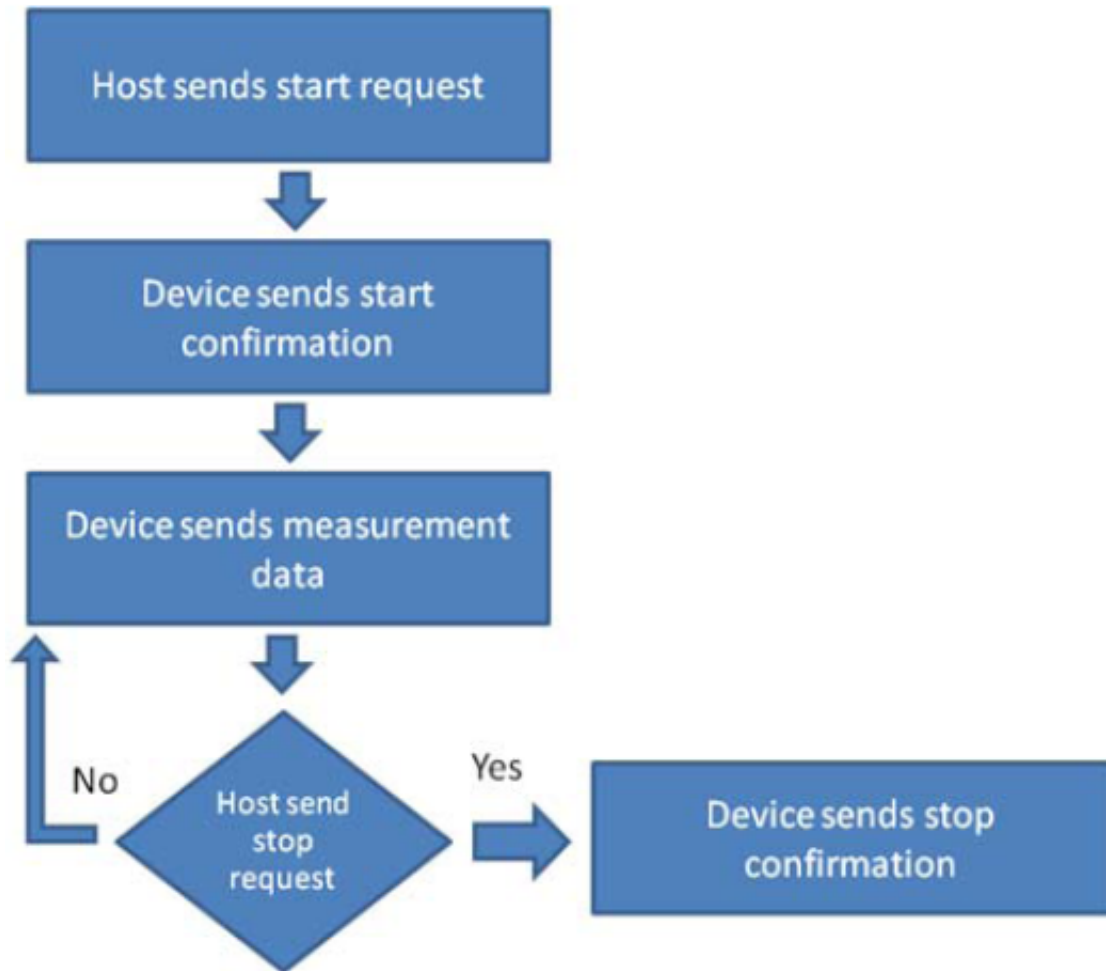 Host sends start request
Device sends start
confirmation
Device sends measurement
data
No
Host send
stop
request
Yes
Device sends stop
confirmation